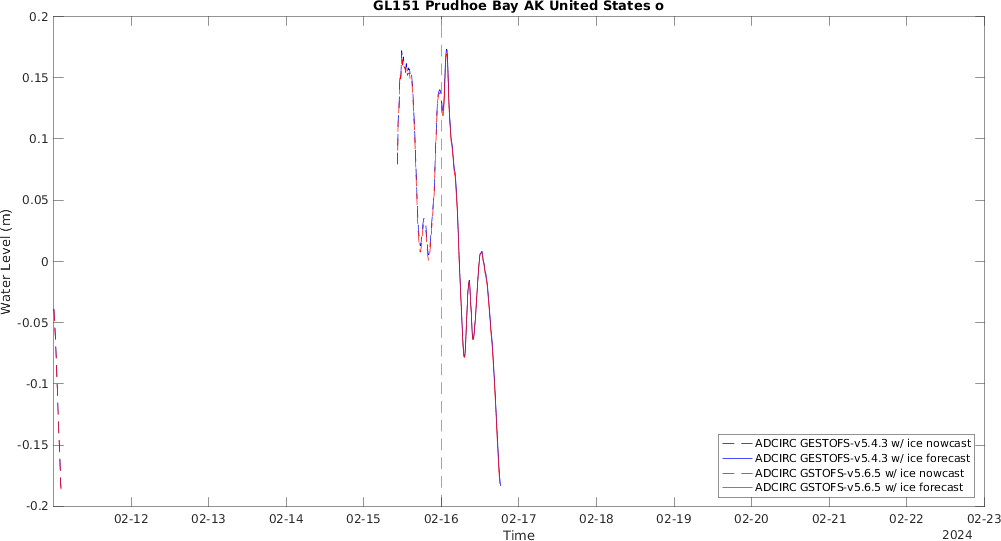 GL151 Prudhoe Bay AK United States o
0.2
0.15
0.1
0.05
0
-0.05
-0.1
-0.15
-0.2
Water Level (m)
ADCIRC GESTOFS-v5.4.3 w/ ice nowcast
ADCIRC GESTOFS-v5.4.3 w/ ice forecast
ADCIRC GSTOFS-v5.6.5 w/ ice nowcast
ADCIRC GSTOFS-v5.6.5 w/ ice forecast
02-12 02-13 02-14 02-15 02-16 02-17 02-18 02-19 02-20 02-21 02-22 02-23
Time
2024